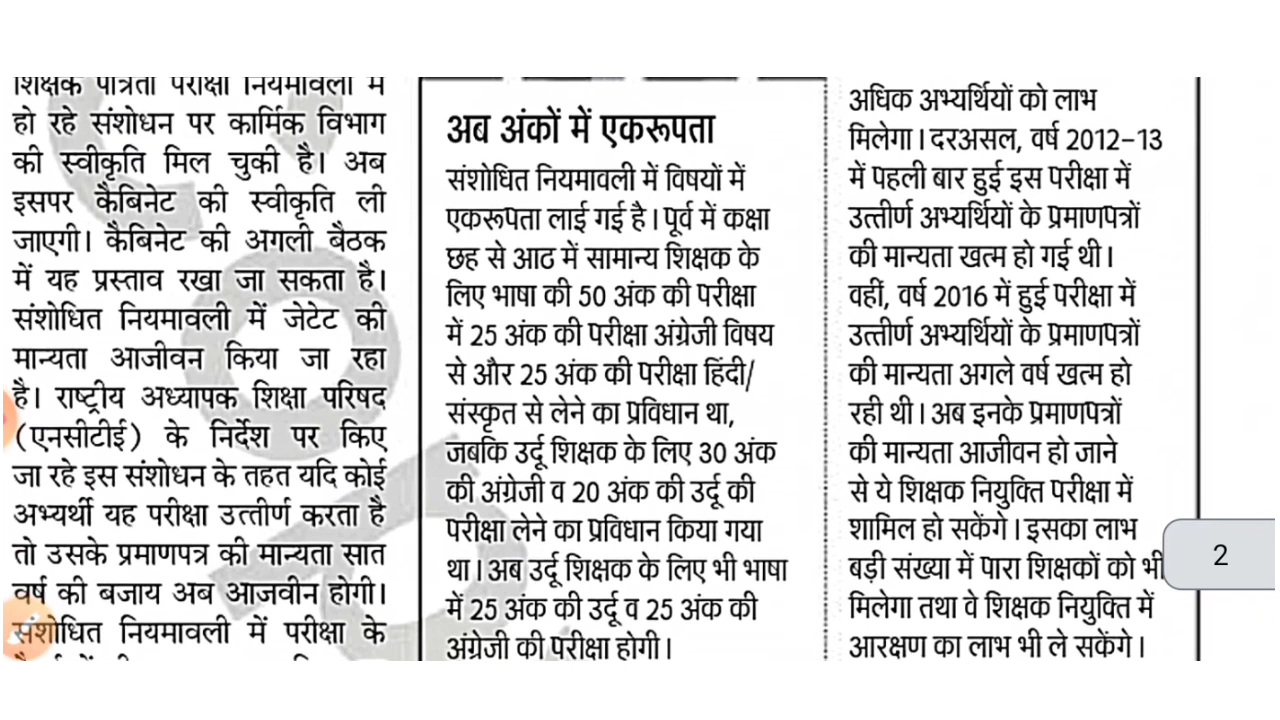 शिक्षक पात्रता परीक्षा नियमावली में
हो रहे संशोधन पर कार्मिक विभाग
की स्वीकृति मिल चुकी है। अब
इसपर कैबिनेट की स्वीकृति ली
जाएगी। कैबिनेट की अगली बैठक
में यह प्रस्ताव रखा जा सकता है।
संशोधित नियमावली में जेटेट की
मान्यता आजीवन किया जा रहा
है। राष्ट्रीय अध्यापक शिक्षा परिषद
(एनसीटीई) के निर्देश पर किए
जा रहे इस संशोधन के तहत यदि कोई
अभ्यर्थी यह परीक्षा उत्तीर्ण करता है
तो उसके प्रमाणपत्र की मान्यता सात
वर्ष की बजाय अब आजवीन होगी।
संशोधित नियमावली में परीक्षा के
अब अंकों में एकरूपता
संशोधित नियमावली में विषयों में
एकरूपता लाई गई है। पूर्व में कक्षा
छह से आठ में सामान्य शिक्षक के
लिए भाषा की 50 अंक की परीक्षा
में 25 अंक की परीक्षा अंग्रेजी विषय
से और 25 अंक की परीक्षा हिंदी/
संस्कृत से लेने का प्रविधान था,
जबकि उर्दू शिक्षक के लिए 30 अंक
की अंग्रेजी व 20 अंक की उर्दू की
परीक्षा लेने का प्रविधान किया गया
था। अब उर्दू शिक्षक के लिए भी भाषा
में 25 अंक की उर्दू व 25 अंक की
अंग्रेजी की परीक्षा होगी।
अधिक अभ्यर्थियों को लाभ
मिलेगा। दरअसल, वर्ष 2012-13
में पहली बार हुई इस परीक्षा में
उत्तीर्ण अभ्यर्थियों के प्रमाणपत्रों
की मान्यता खत्म हो गई थी।
वहीं, वर्ष 2016 में हुई परीक्षा में
उत्तीर्ण अभ्यर्थियों के प्रमाणपत्रों
की मान्यता अगले वर्ष खत्म हो
रही थी। अब इनके प्रमाणपत्रों
की मान्यता आजीवन हो जाने
से ये शिक्षक नियुक्ति परीक्षा में
शामिल हो सकेंगे। इसका लाभ
बड़ी संख्या में पारा शिक्षकों को भी
मिलेगा तथा वे शिक्षक नियुक्ति में
आरक्षण का लाभ भी ले सकेंगे।
2